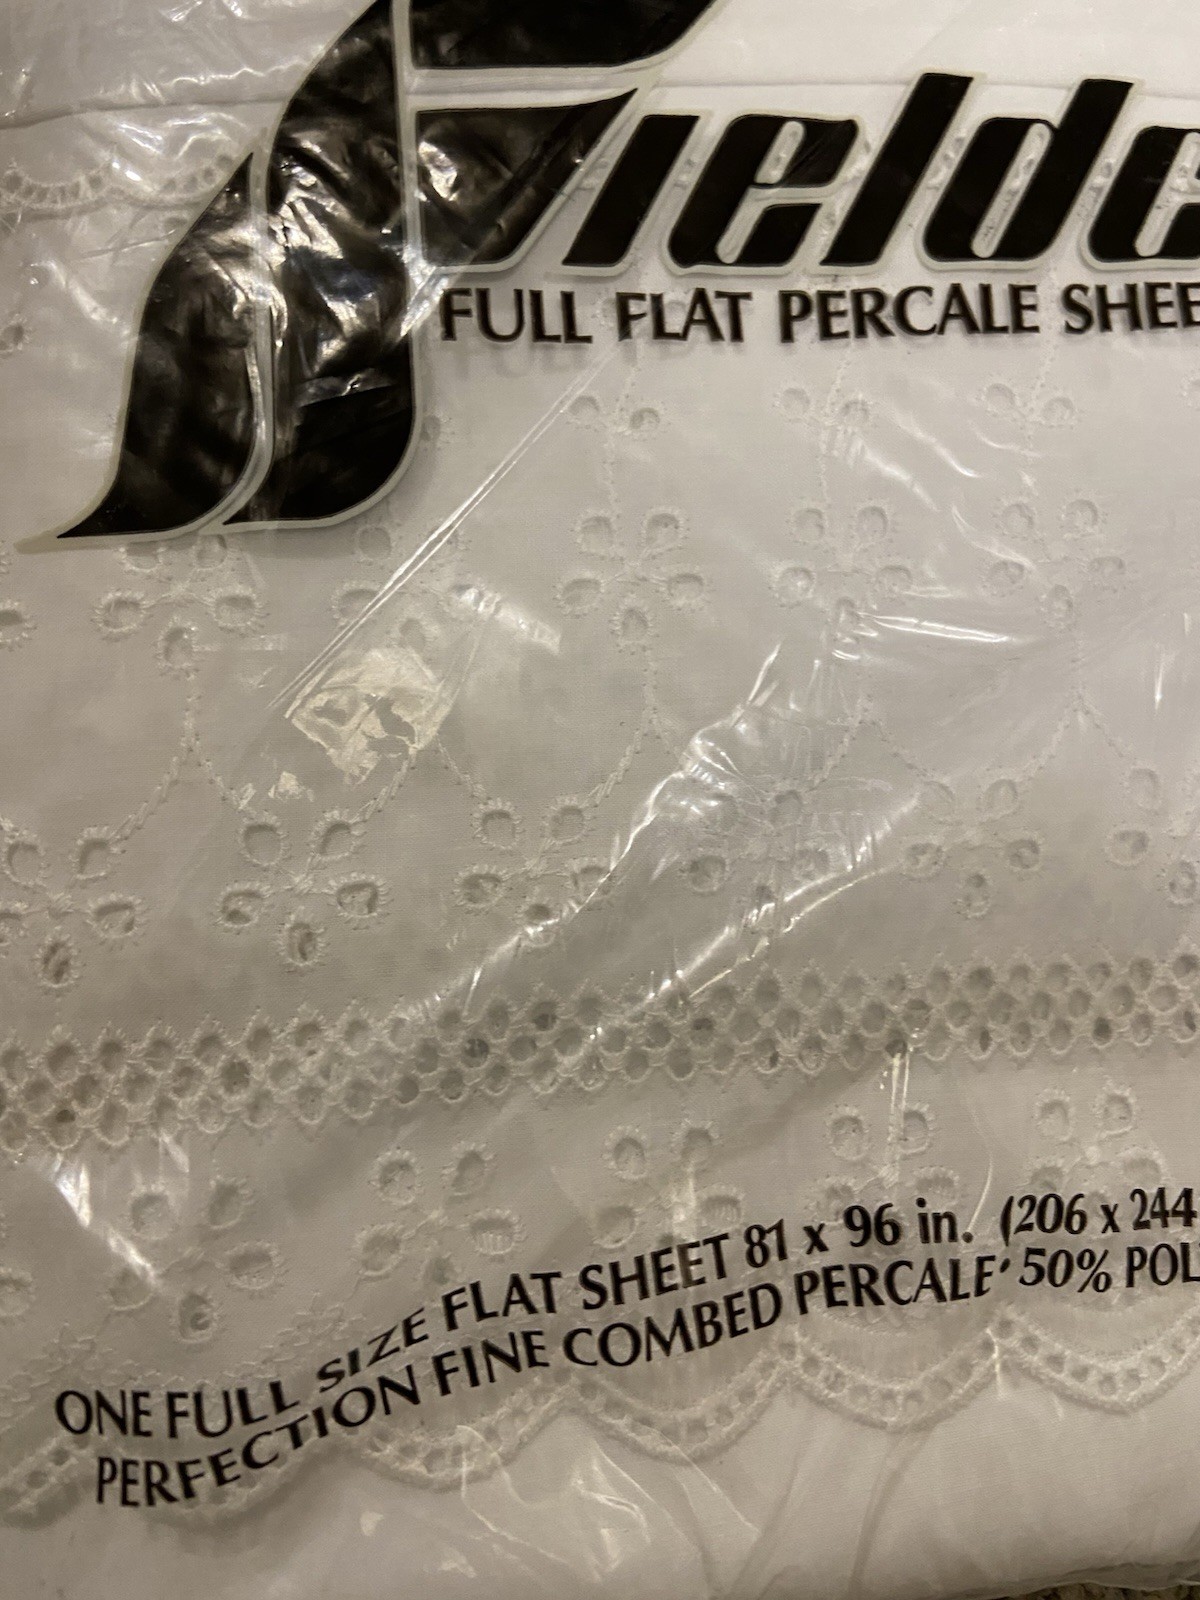 Fielde
FULL FLAT PERCALE SHEE
ONE FULL SIZE FLAT SHEET 81 x 96 in. (206 x 244
PERFECTION FINE COMBED PERCALE• 50% POL